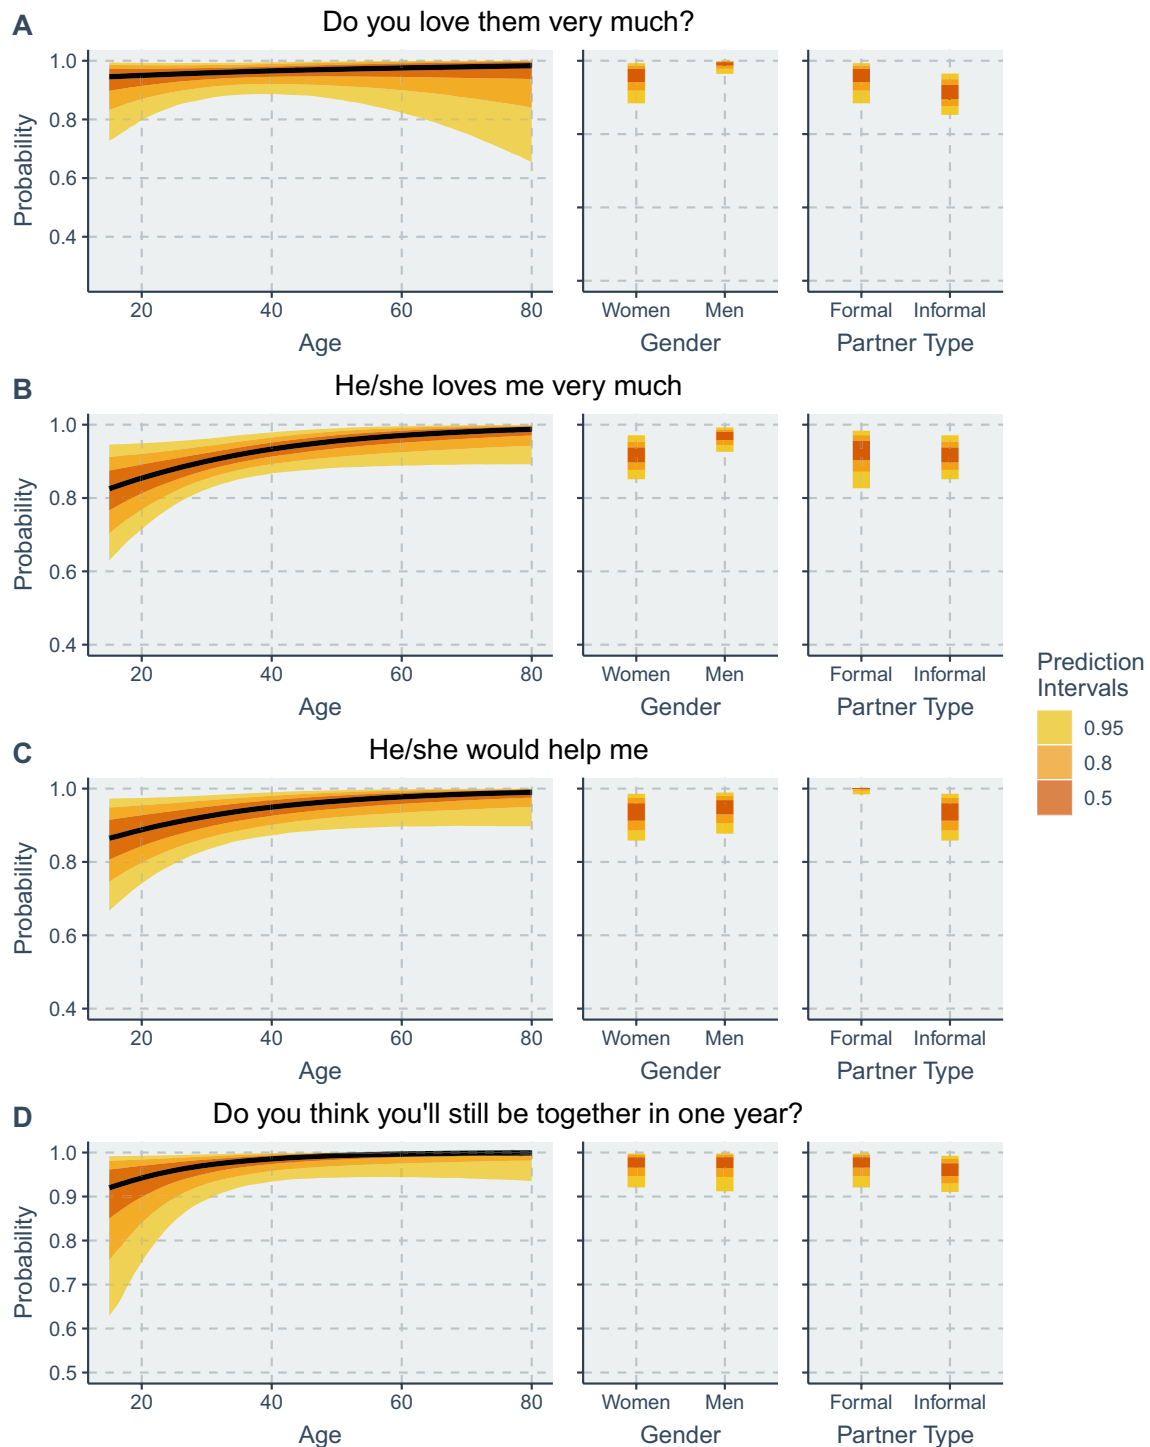 A
Do you love them very much?
Probability
1.0
0.8
0.6
0.4
20 40 60 80
Age
Women Men
Gender
Formal Informal
Partner Type
B
He/she loves me very much
Probability
1.0
0.8
0.6
0.4
20 40 60 80
Age
Women Men
Gender
Formal Informal
Partner Type
C
He/she would help me
Probability
1.0
0.8
0.6
0.4
20 40 60 80
Age
Women Men
Gender
Formal Informal
Partner Type
D
Do you think you'll still be together in one year?
Probability
1.0
0.9
0.8
0.7
0.6
0.5
20 40 60 80
Age
Women Men
Gender
Formal Informal
Partner Type
Prediction
Intervals
0.95
0.8
0.5